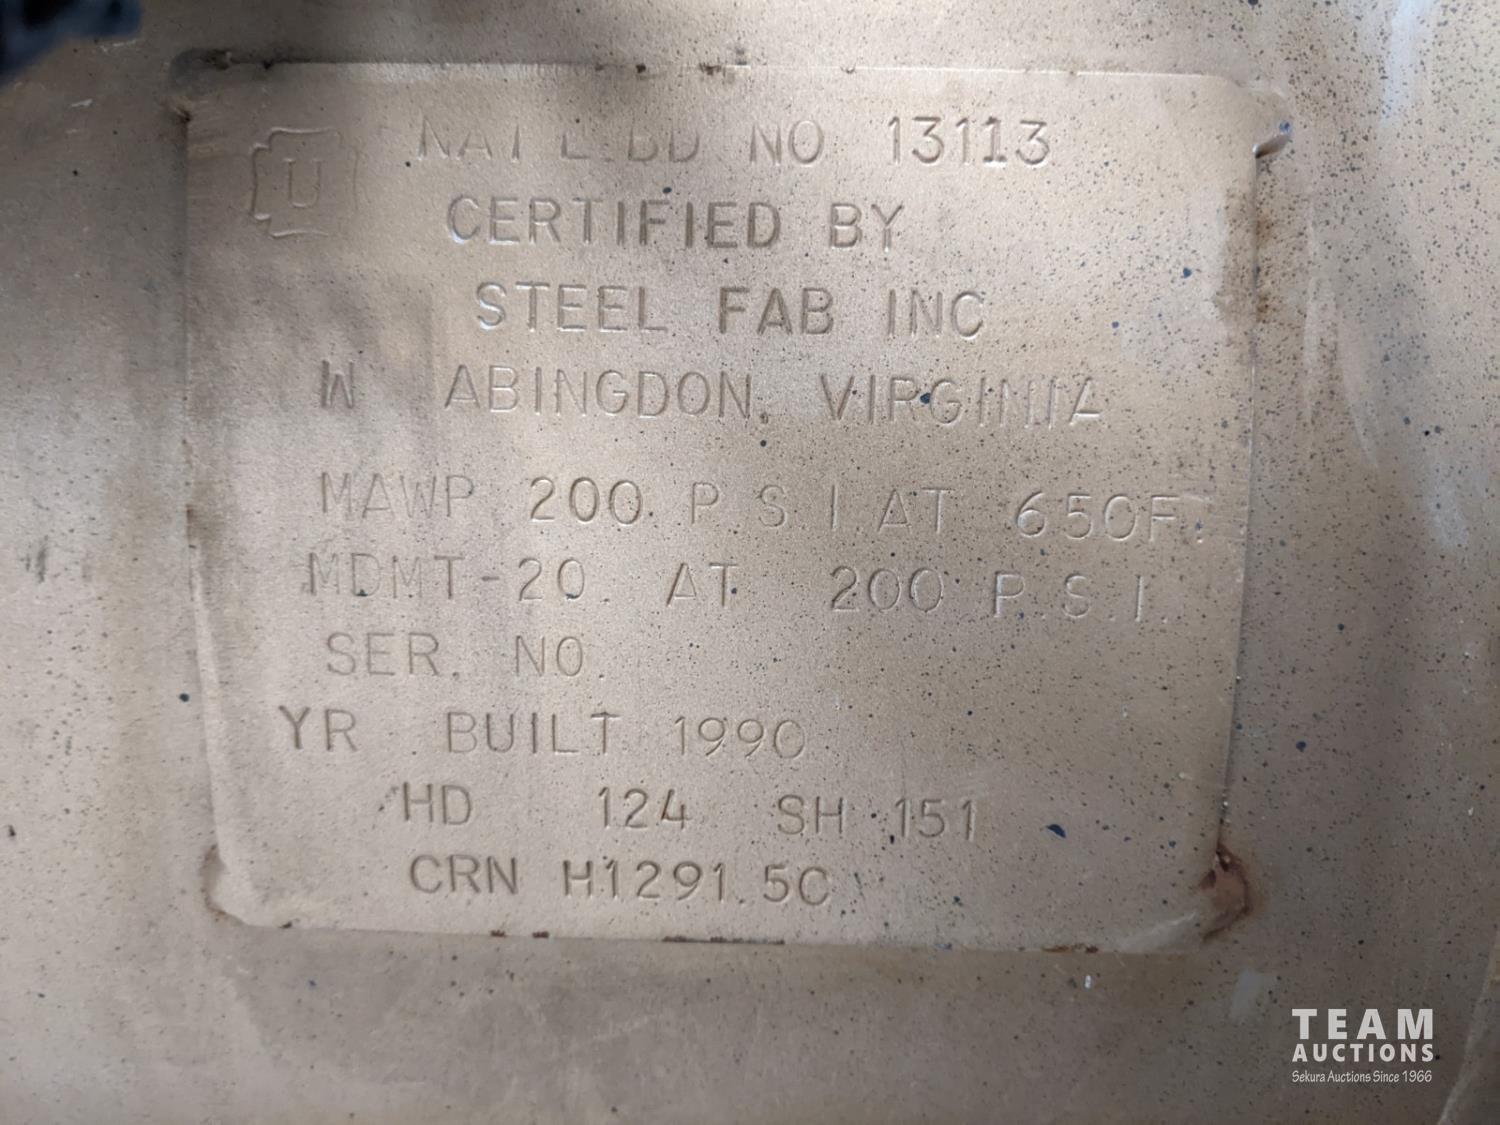 U
NAT'L BD NO 13113
CERTIFIED BY
STEEL FAB INC
W ABINGDON, VIRGINIA
MAWP 200 P.S.I. AT 650F.
MDMT-20 AT 200 P.S.I.
SER. NO.
YR BUILT 1990
HD 124 SH 151
CRN H1291.5C
TEAM
AUCTIONS
Sekura Auctions Since 1966